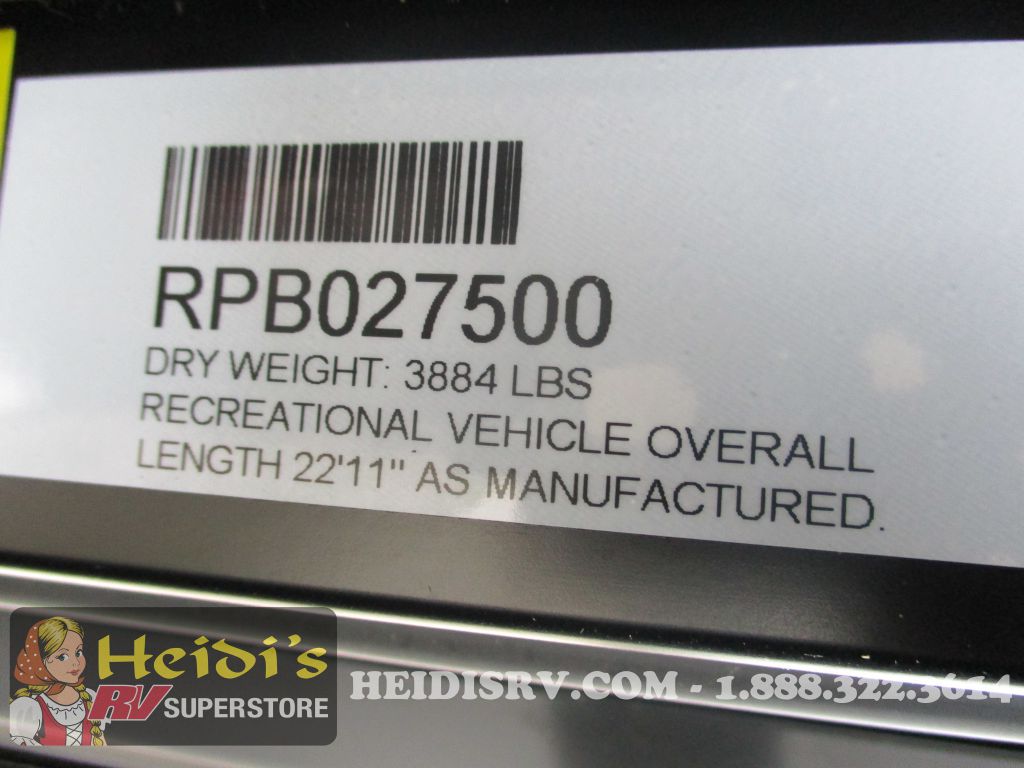 RPB027500
DRY WEIGHT: 3884 LBS
RECREATIONAL VEHICLE OVERALL
LENGTH 22'11" AS MANUFACTURED.
Heidi's
RV SUPERSTORE
HEIDISRV.COM - 1.888.322.3614